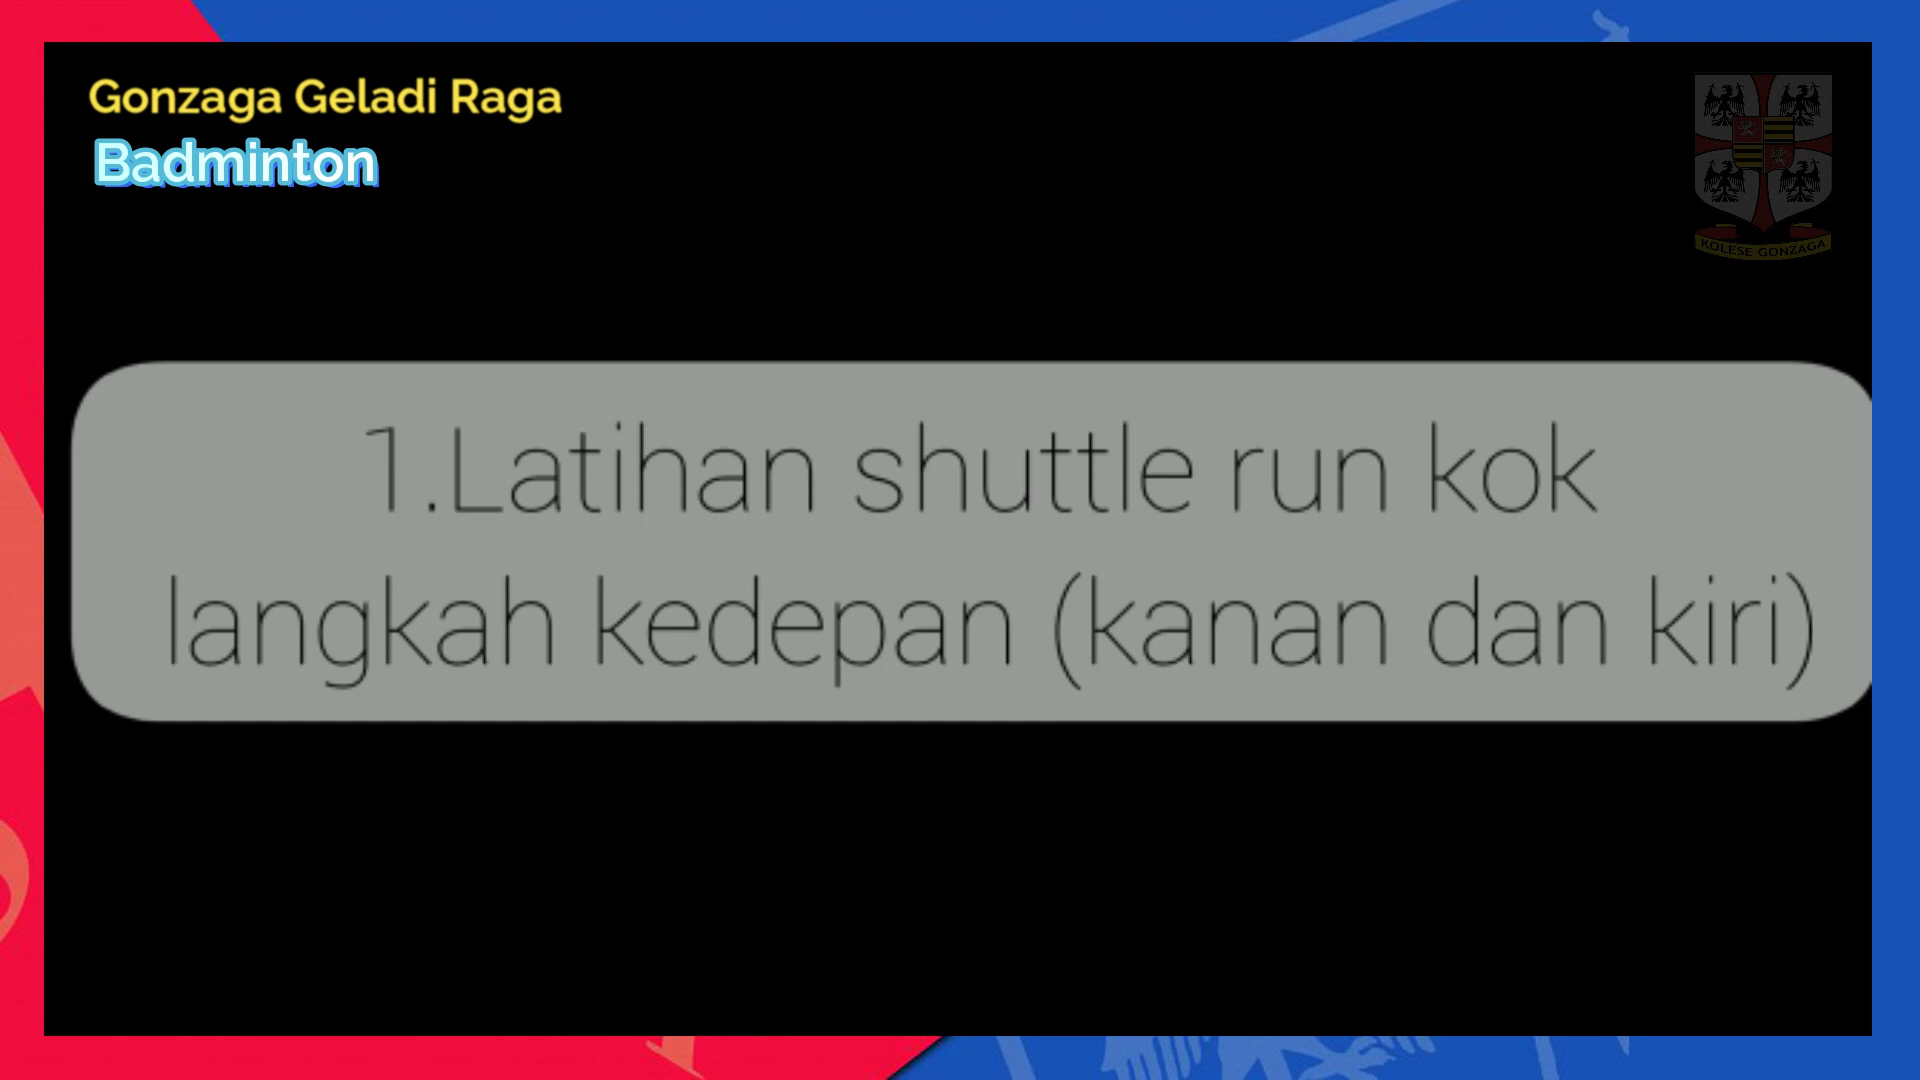 Gonzaga Geladi Raga
Badminton
KOLESE GONZAGA
1.Latihan shuttle run kok
langkah kedepan (kanan dan kiri)